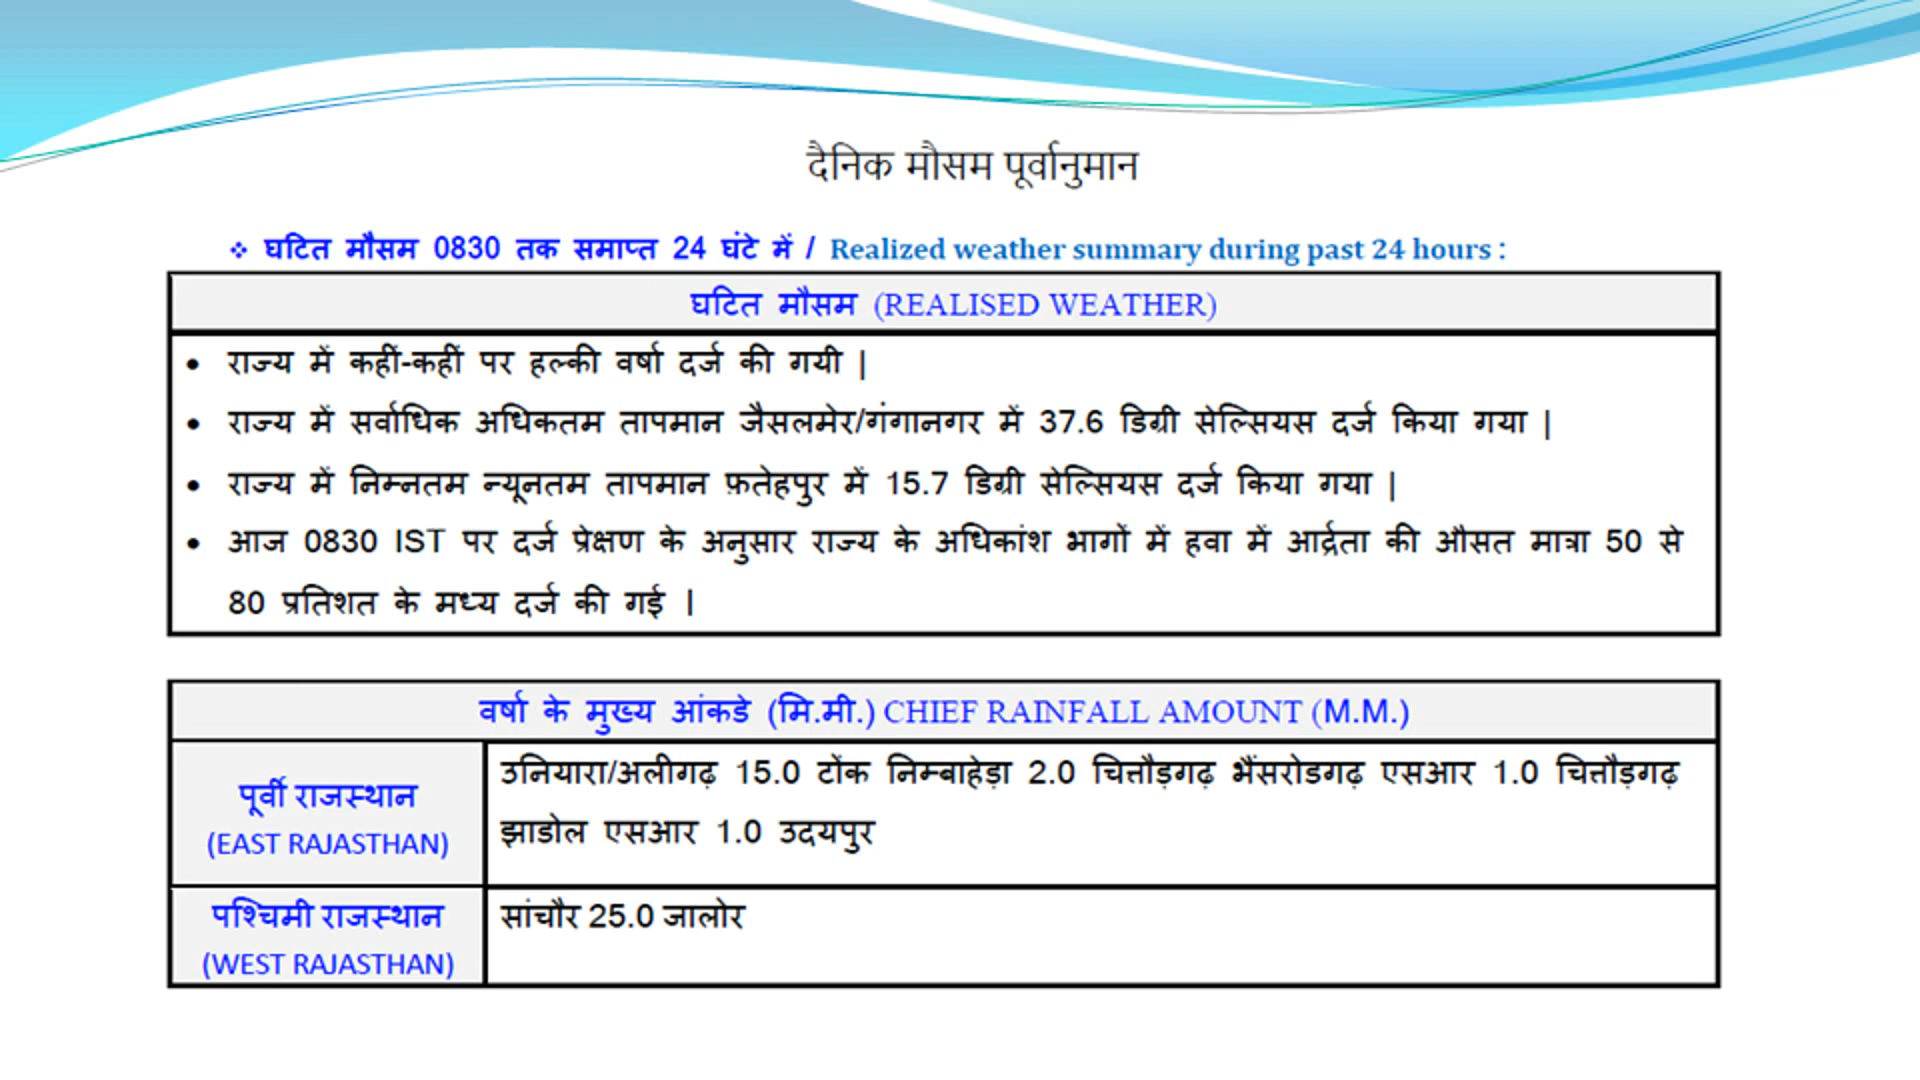 दैनिक मौसम पूर्वानुमान
❖ घटित मौसम 0830 तक समाप्त 24 घंटे में / Realized weather summary during past 24 hours :
घटित मौसम (REALISED WEATHER)
• राज्य में कहीं-कहीं पर हल्की वर्षा दर्ज की गयी |
• राज्य में सर्वाधिक अधिकतम तापमान जैसलमेर/गंगानगर में 37.6 डिग्री सेल्सियस दर्ज किया गया |
• राज्य में निम्नतम न्यूनतम तापमान फ़तेहपुर में 15.7 डिग्री सेल्सियस दर्ज किया गया |
• आज 0830 IST पर दर्ज प्रेक्षण के अनुसार राज्य के अधिकांश भागों में हवा में आर्द्रता की औसत मात्रा 50 से
80 प्रतिशत के मध्य दर्ज की गई |
वर्षा के मुख्य आंकडे (मि.मी.) CHIEF RAINFALL AMOUNT (M.M.)
पूर्वी राजस्थान
(EAST RAJASTHAN)
उनियारा/अलीगढ़ 15.0 टोंक निम्बाहेड़ा 2.0 चित्तौड़गढ़ भैंसरोडगढ़ एसआर 1.0 चित्तौड़गढ़
झाडोल एसआर 1.0 उदयपुर
पश्चिमी राजस्थान
(WEST RAJASTHAN)
सांचौर 25.0 जालोर